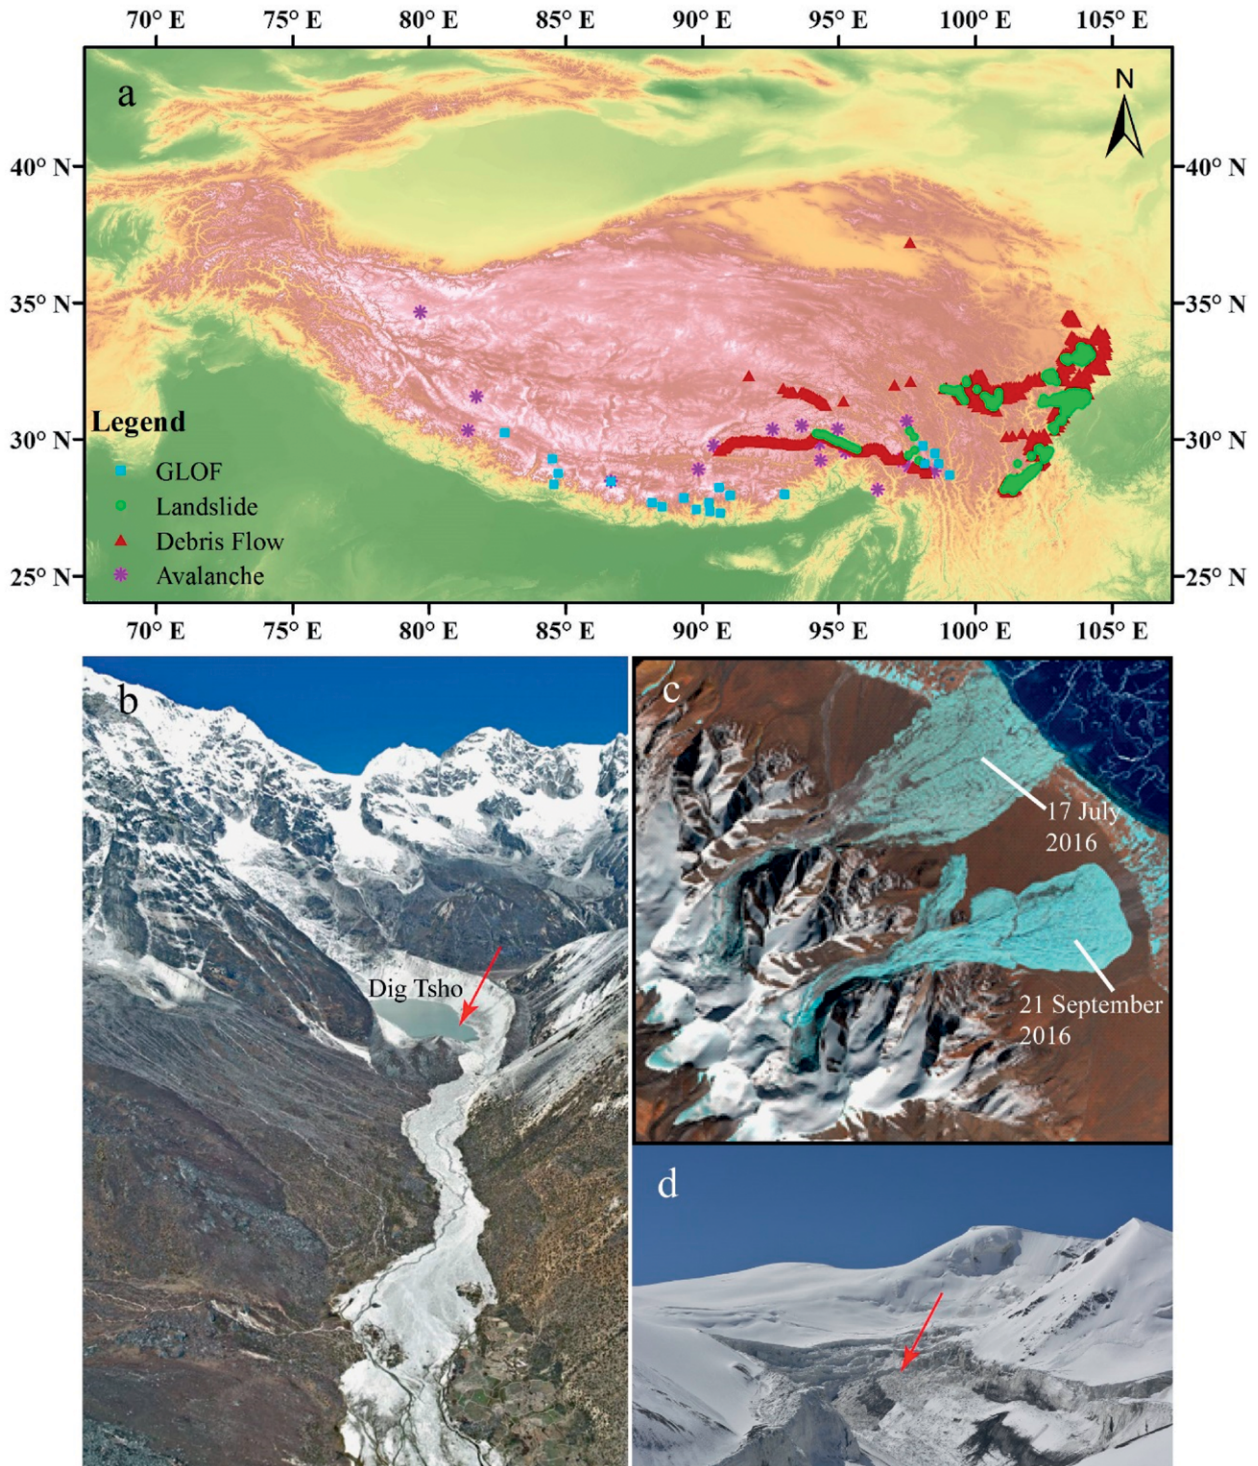 70° E 75° E 80° E 85° E 90° E 95° E 100° E 105° E
a
N
40° N 40° N
35° N 35° N
30° N 30° N
25° N 25° N
Legend
GLOF
Landslide
Debris Flow
Avalanche
70° E 75° E 80° E 85° E 90° E 95° E 100° E 105° E
b
Dig Tsho
c
17 July
2016
21 September
2016
d